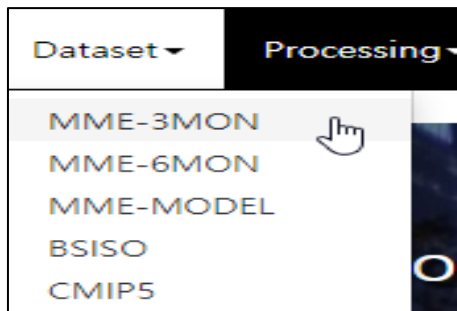 Dataset Processing
MME-3MON
MME-6MON
MME-MODEL
BSISO
CMIP5